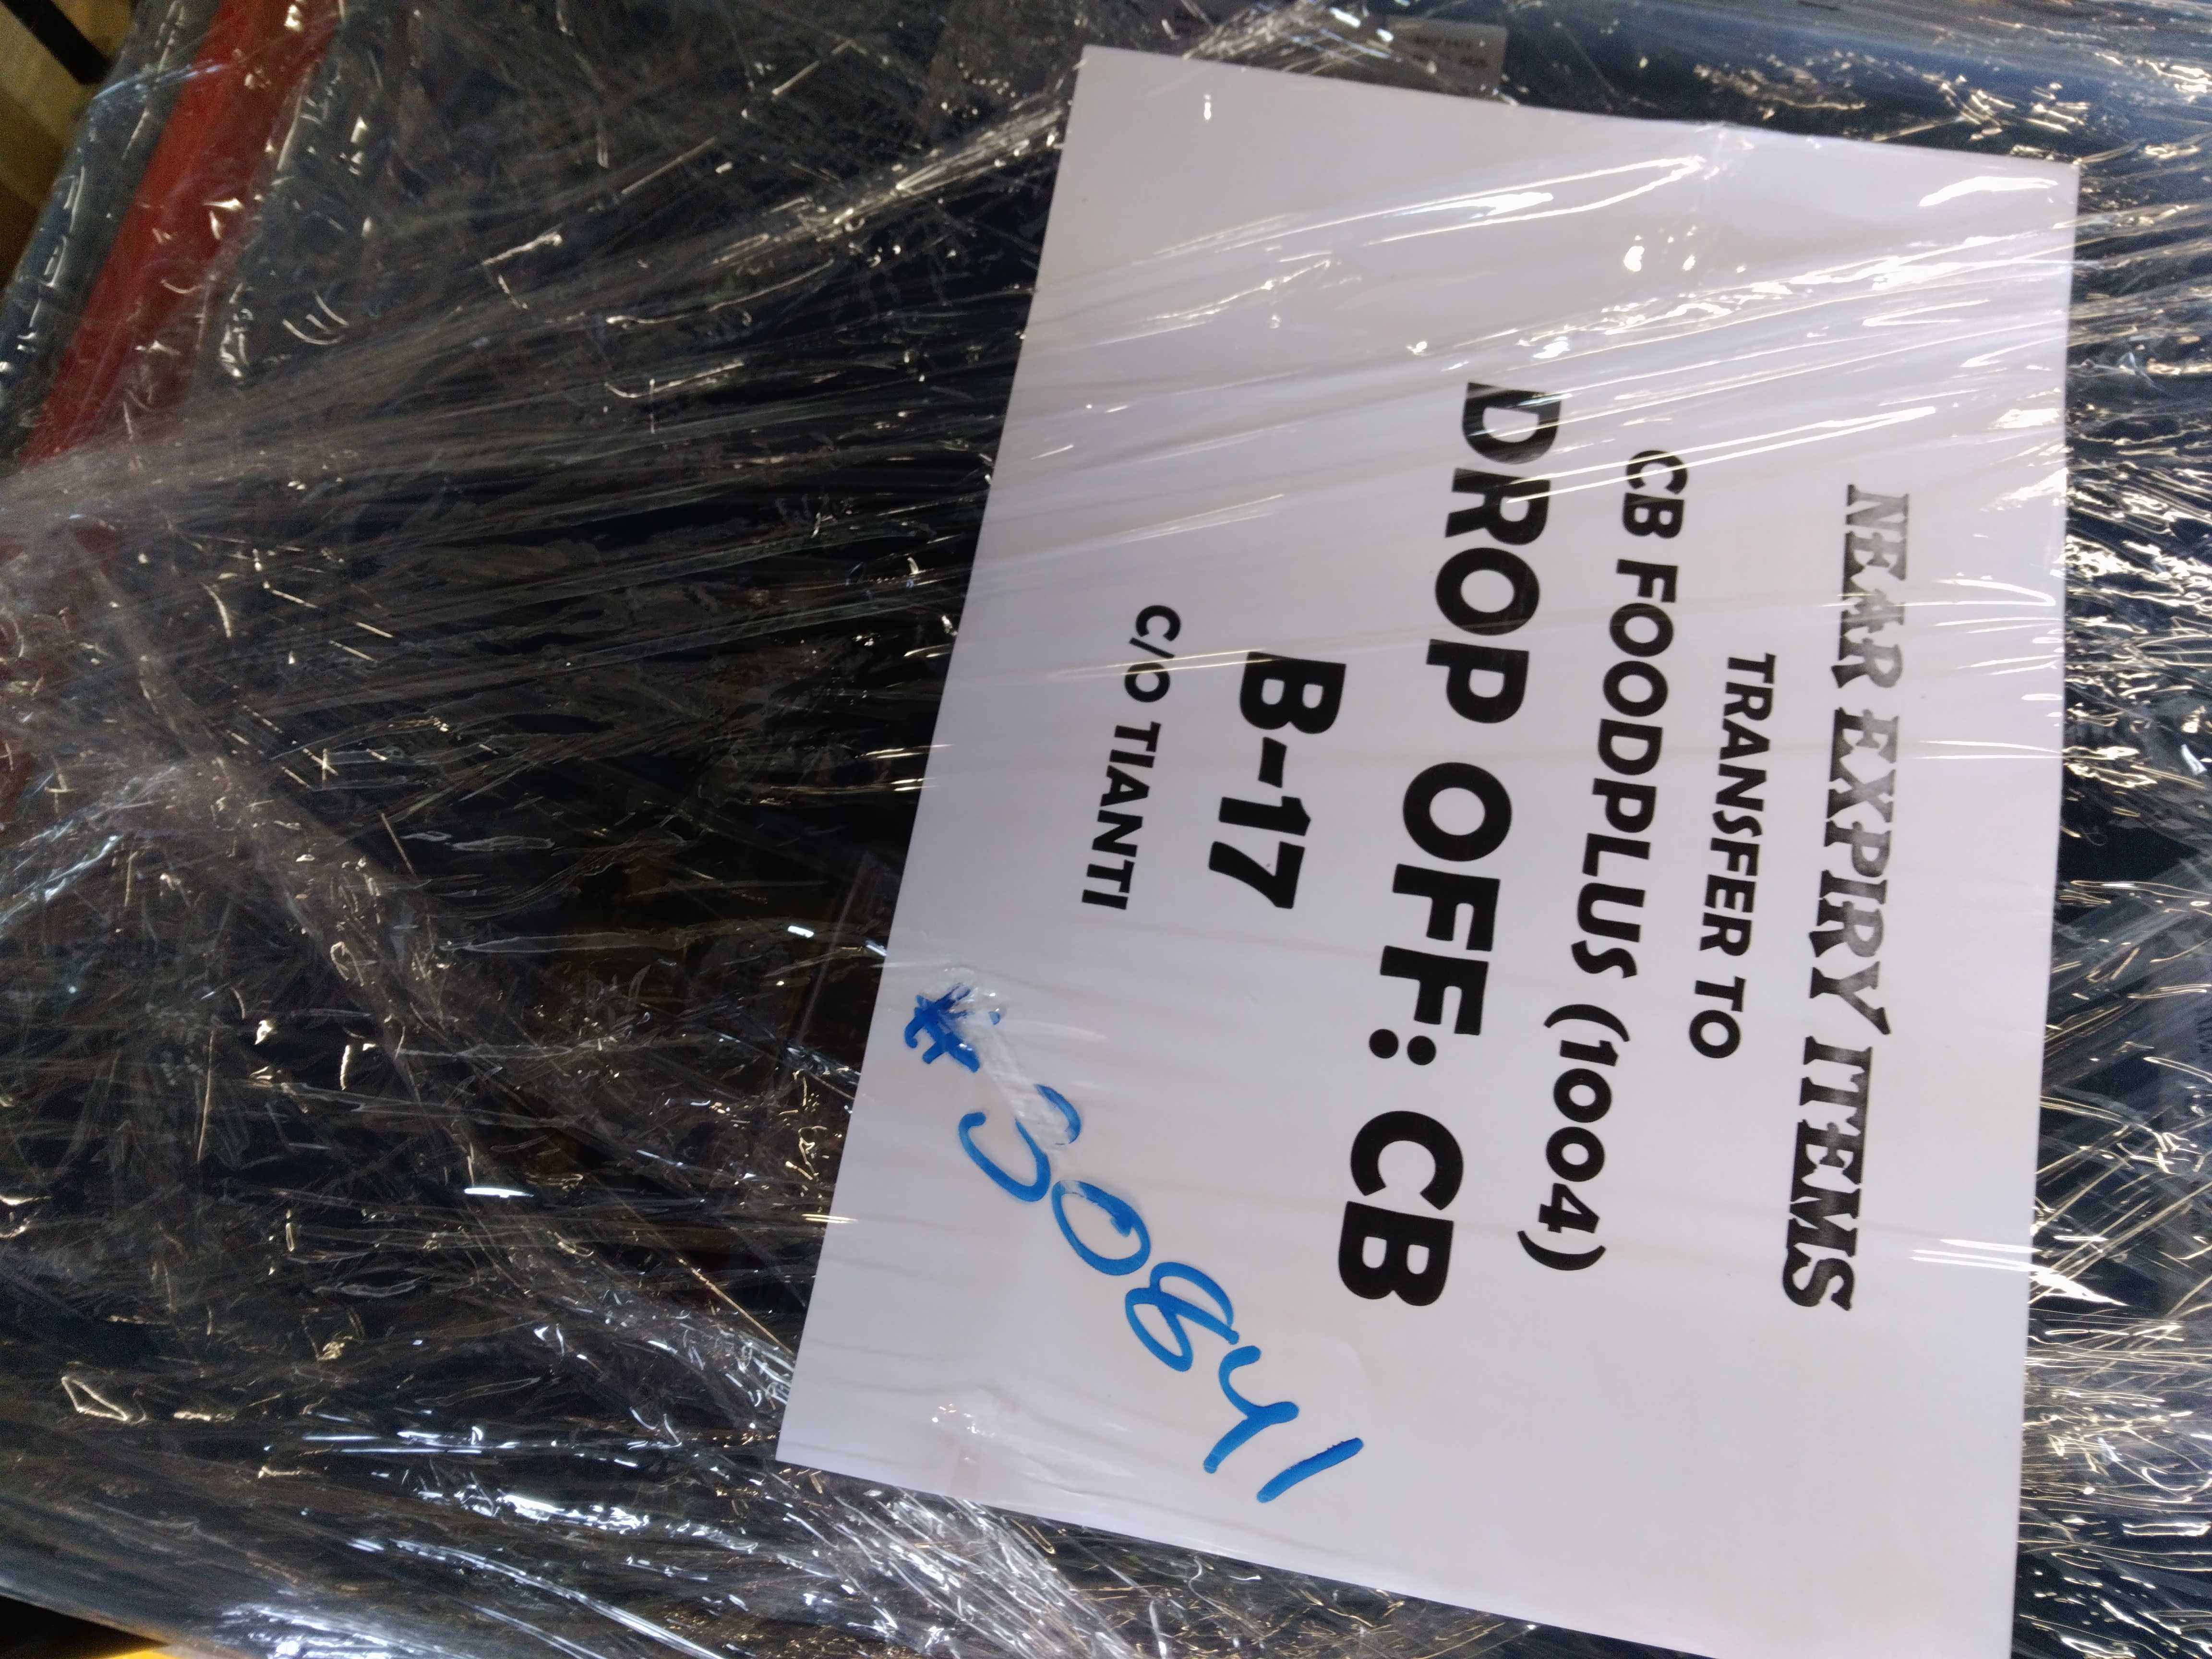 NEAR EXPIRY ITEMS
TRANSFER TO
CB FOODPLUS (1004)
DROP OFF: CB
B-17
C/O TIANTI
#30841